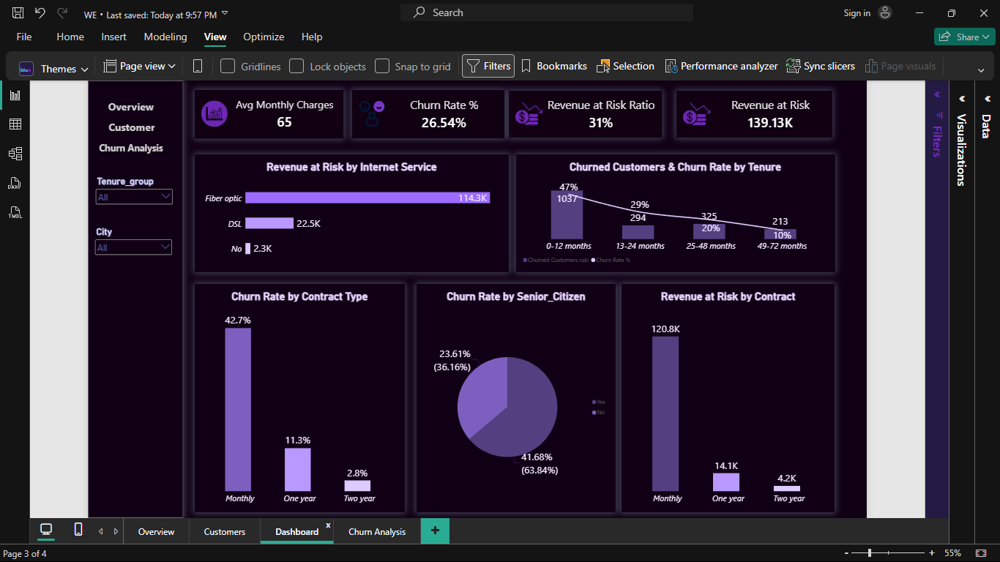 WE • Last saved: Today at 9:57 PM
Search
Sign in
File Home Insert Modeling View Optimize Help
Share
Themes Page view Gridlines Lock objects Snap to grid Filters Bookmarks Selection Performance analyzer Sync slicers Page visuals
DAX
TMDL
Overview
Customer
Churn Analysis
Tenure_group
All
City
All
Avg Monthly Charges
65
Churn Rate %
26.54%
Revenue at Risk Ratio
31%
Revenue at Risk
139.13K
Revenue at Risk by Internet Service
Fiber optic 114.3K
DSL 22.5K
No 2.3K
Churned Customers & Churn Rate by Tenure
47%
1037
29%
294
325
20%
213
10%
0-12 months 13-24 months 25-48 months 49-72 months
Churned Customers calc Churn Rate %
Churn Rate by Contract Type
42.7%
11.3%
2.8%
Monthly One year Two year
Churn Rate by Senior_Citizen
23.61%
(36.16%)
Yes
No
41.68%
(63.84%)
Revenue at Risk by Contract
120.8K
14.1K
4.2K
Monthly One year Two year
Filters
Visualizations
Data
Overview Customers Dashboard x Churn Analysis +
Page 3 of 4
- + 55%